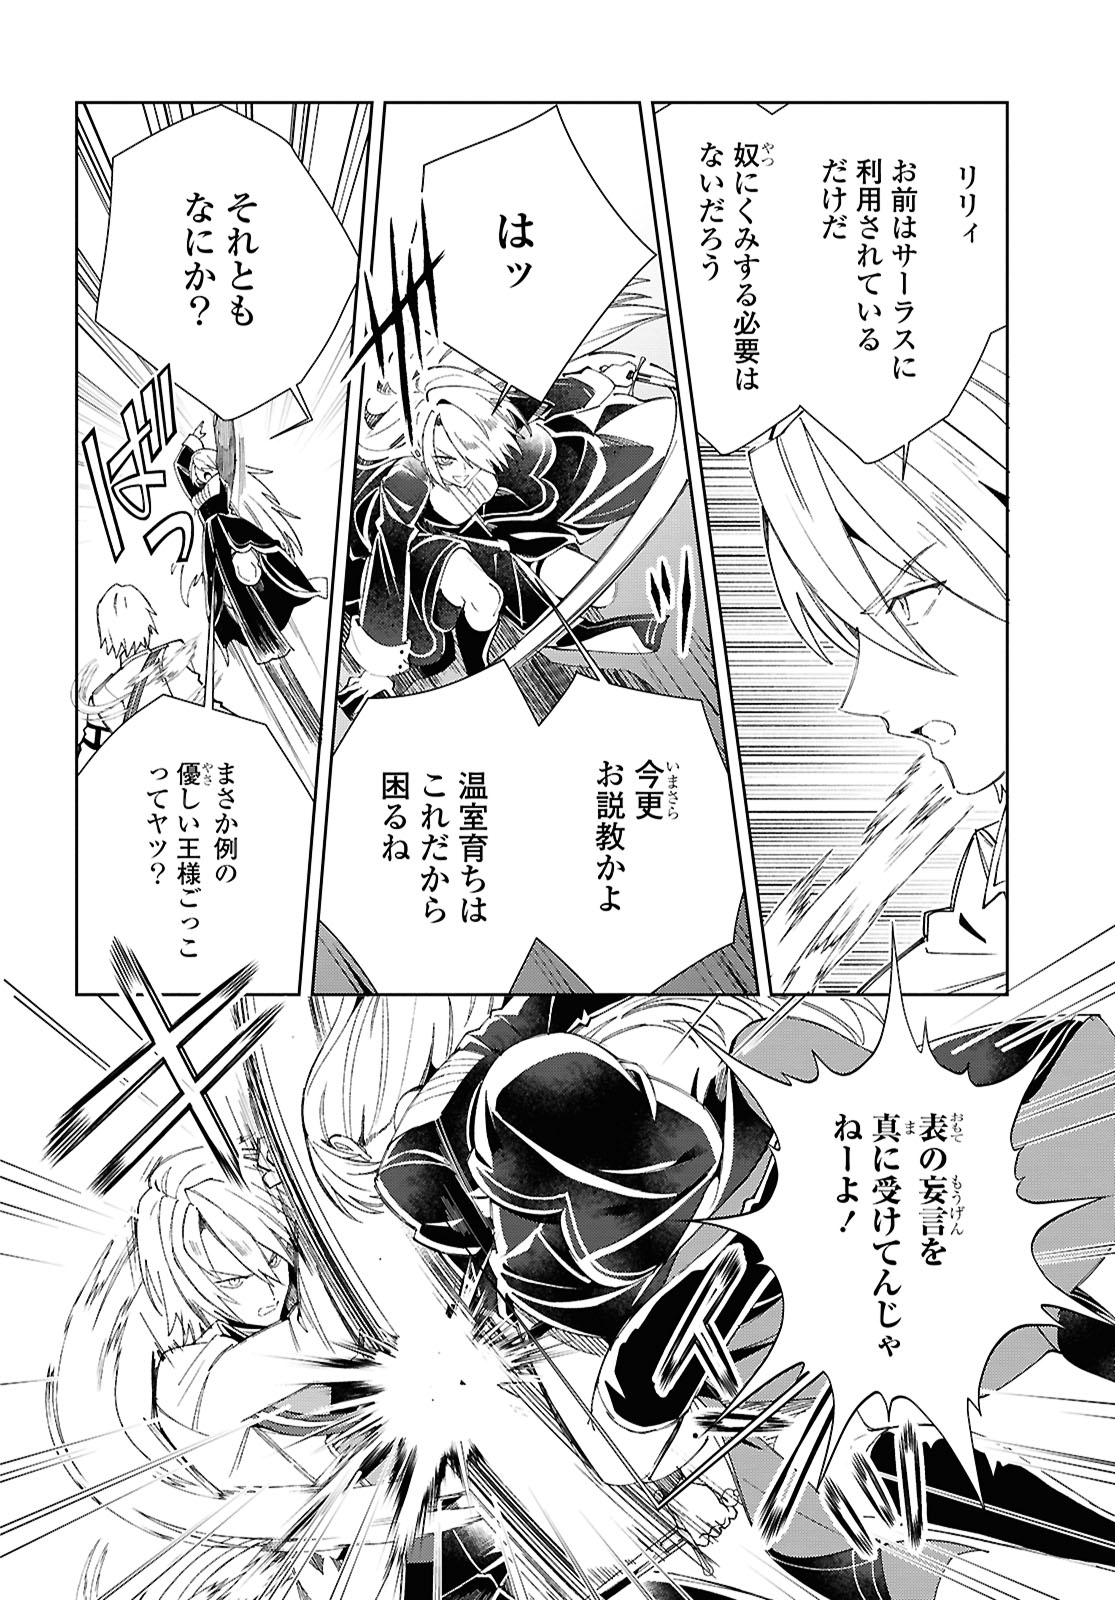 リリィ
お前はサーラスに
利用されている
だけだ
奴にくみする必要は
ないだろう
はッ
今更
お説教かよ
温室育ちは
これだから
困るね
それとも
なにか？
ばっ
まさか例の
優しい王様ごっこ
ってヤツ？
表の妄言を
真に受けてんじゃ
ねーよ！
ドッ